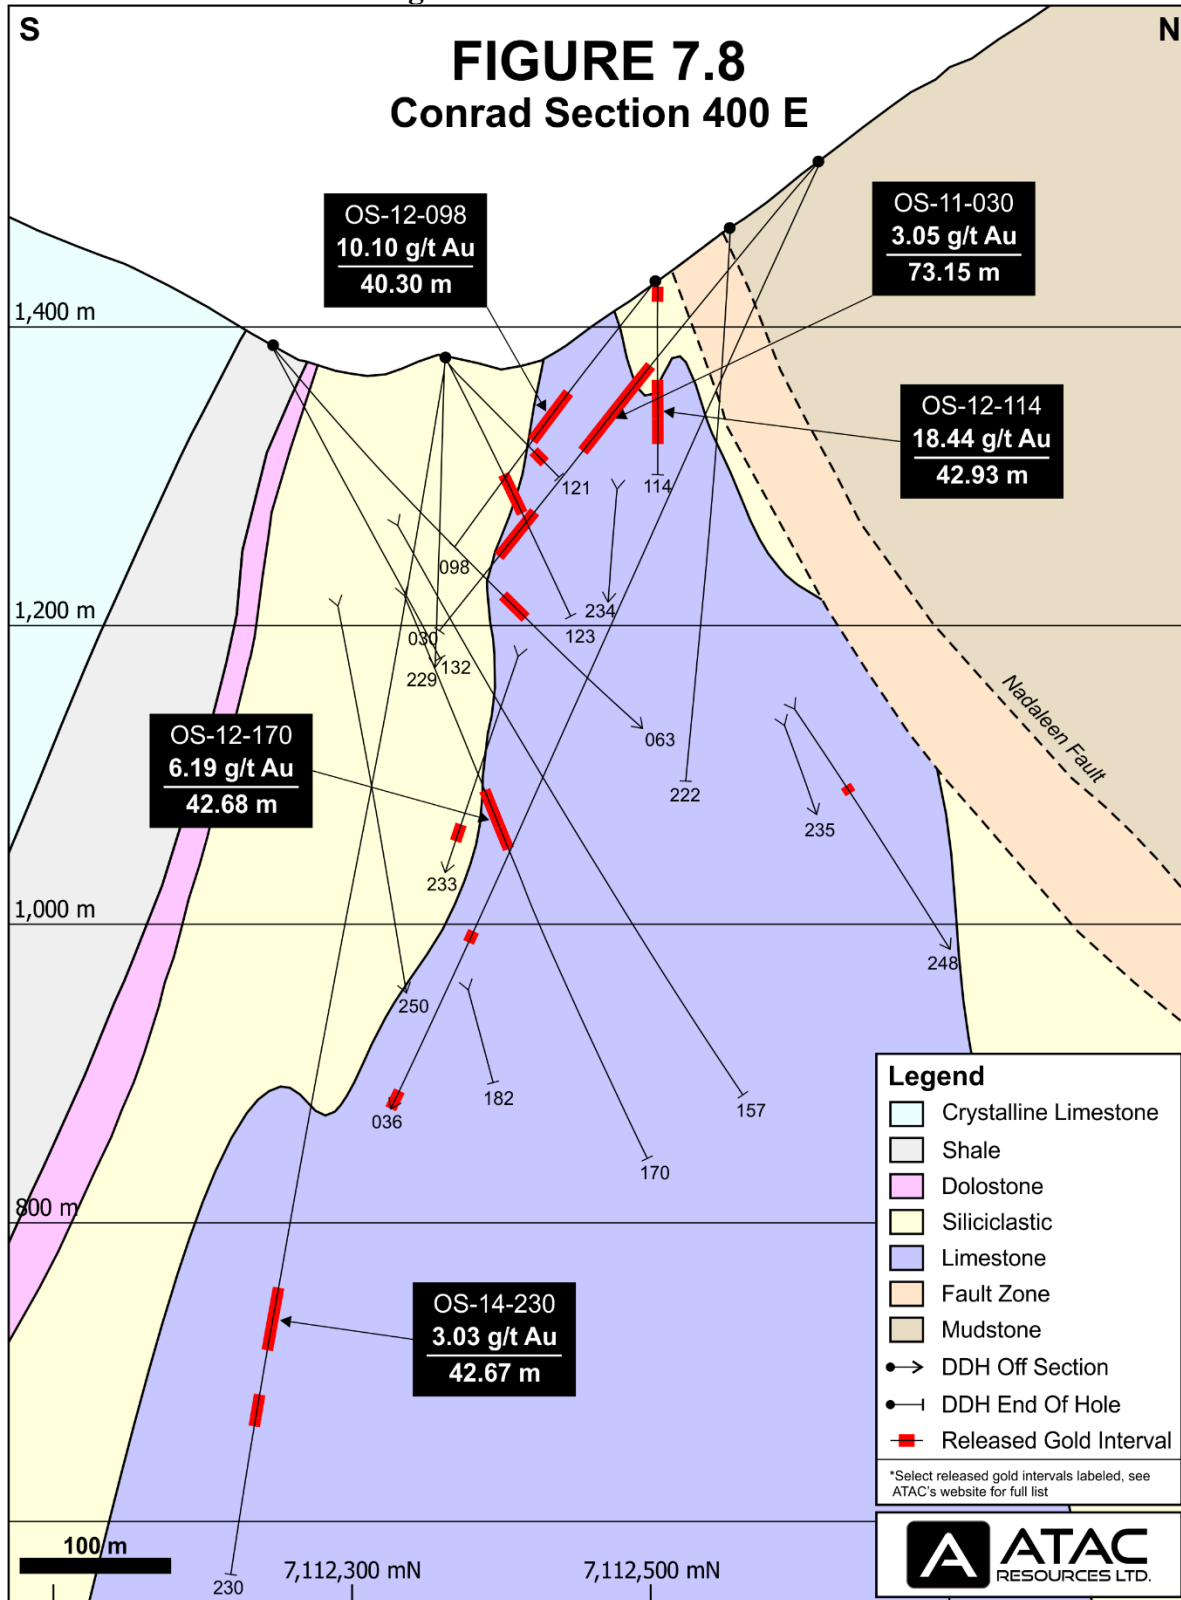 S
N
FIGURE 7.8
Conrad Section 400 E
OS-12-098
10.10 g/t Au
40.30 m
OS-11-030
3.05 g/t Au
73.15 m
1,400 m
OS-12-114
18.44 g/t Au
42.93 m
121
114
098
234
1,200 m
030
123
132
229
Nadaleen Fault
OS-12-170
6.19 g/t Au
42.68 m
063
222
235
233
1,000 m
248
250
182
157
036
170
800 m
OS-14-230
3.03 g/t Au
42.67 m
Legend
Crystalline Limestone
Shale
Dolostone
Siliciclastic
Limestone
Fault Zone
Mudstone
DDH Off Section
DDH End Of Hole
Released Gold Interval
*Select released gold intervals labeled, see
ATAC's website for full list
100 m
230
7,112,300 mN
7,112,500 mN
A ATAC
RESOURCES LTD.